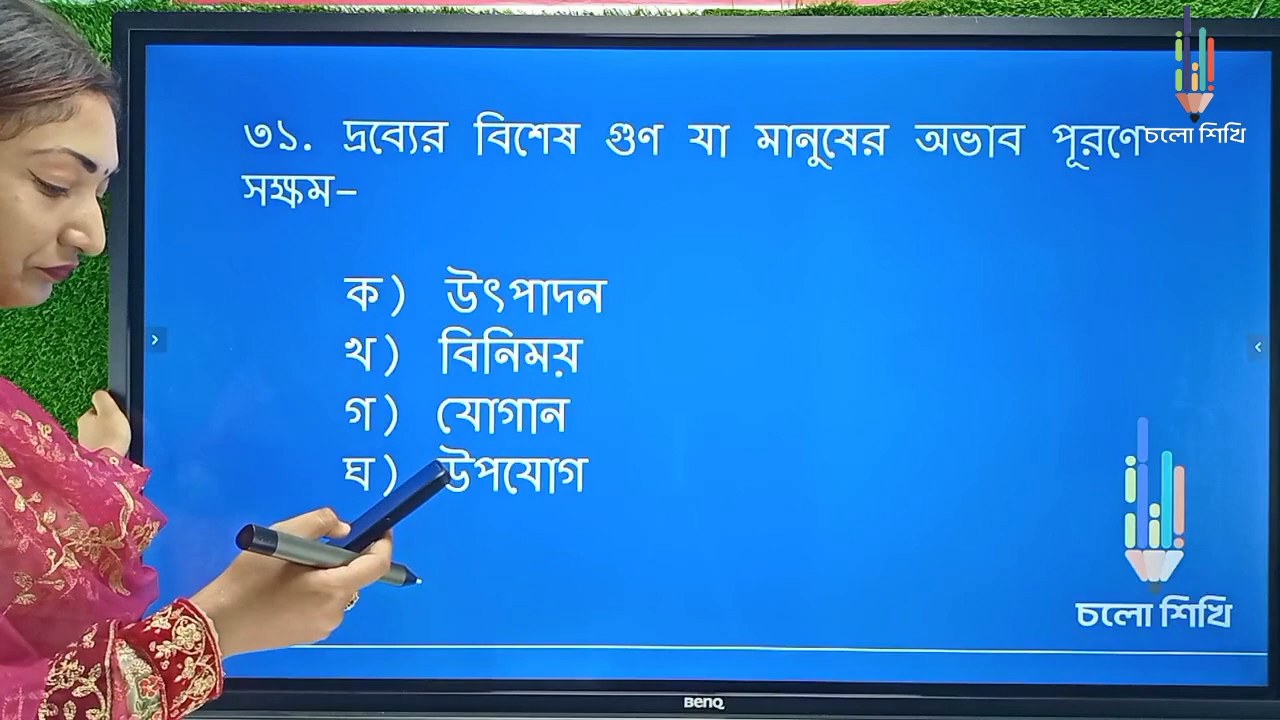 ৩১. দ্রব্যের বিশেষ গুণ যা মানুষের অভাব পূরণে
সক্ষম-
ক) উৎপাদন
খ) বিনিময়
গ) যোগান
ঘ) উপযোগ
চলো শিখি
চলো শিখি
BenQ